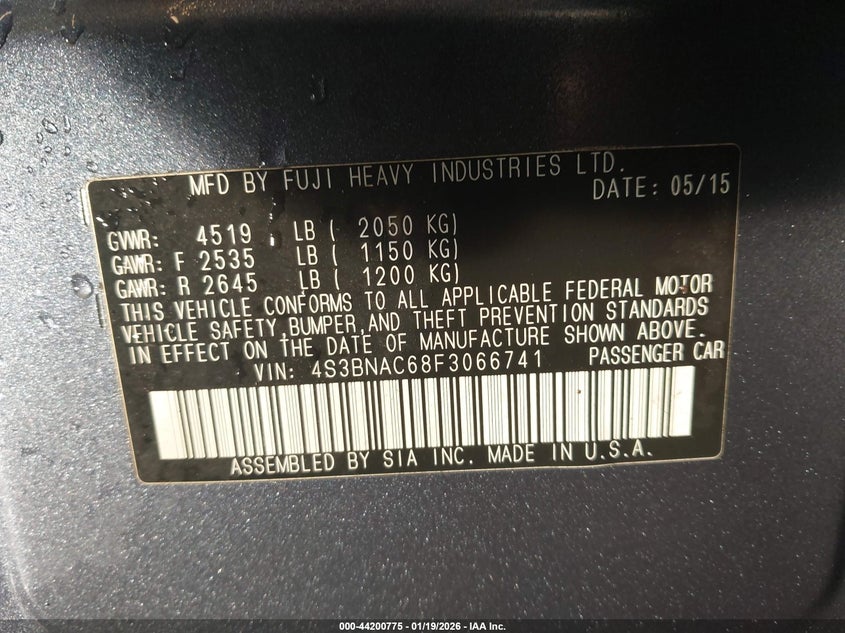 MFD BY FUJI HEAVY INDUSTRIES LTD.
DATE: 05/15
GVWR: 4519 LB ( 2050 KG)
GAWR: F 2535 LB ( 1150 KG)
GAWR: R 2645 LB ( 1200 KG)
THIS VEHICLE CONFORMS TO ALL APPLICABLE FEDERAL MOTOR
VEHICLE SAFETY, BUMPER, AND THEFT PREVENTION STANDARDS
IN EFFECT ON THE DATE OF MANUFACTURE SHOWN ABOVE.
VIN: 4S3BNAC68F3066741 PASSENGER CAR
ASSEMBLED BY SIA INC. MADE IN U.S.A.
000-44200775 - 01/19/2026 - IAA Inc.